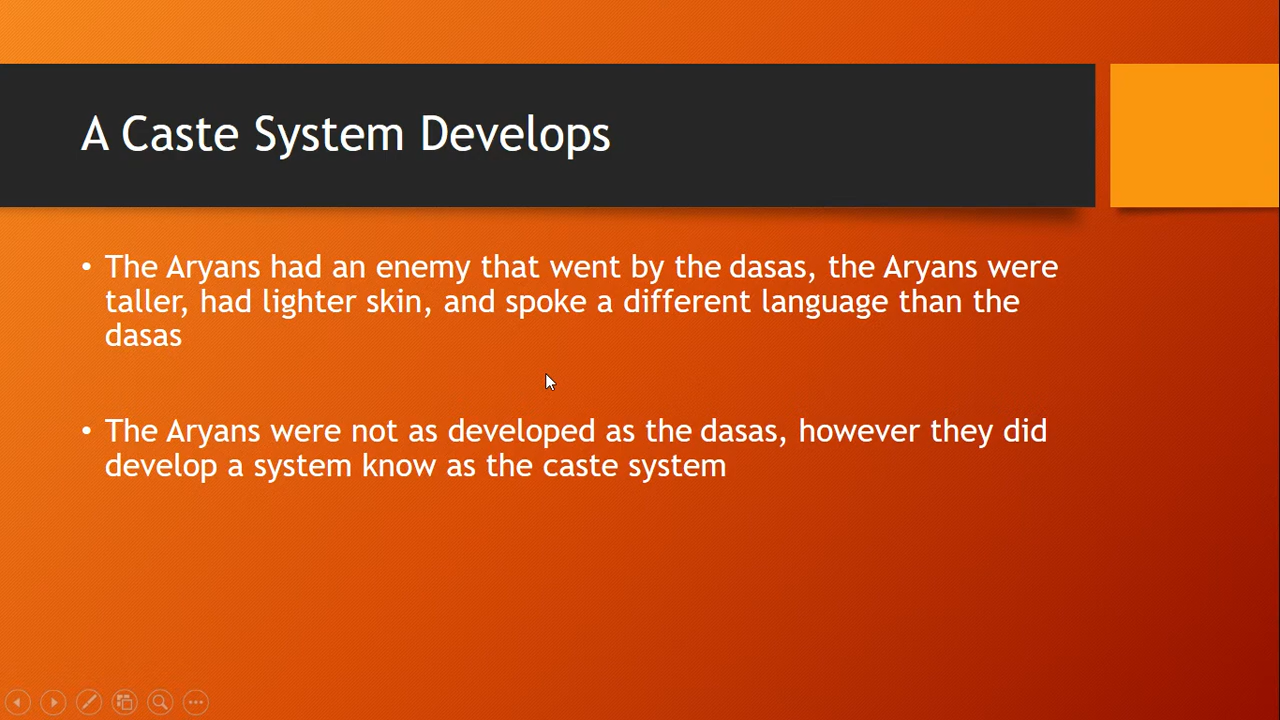 A Caste System Develops
• The Aryans had an enemy that went by the dasas, the Aryans were
taller, had lighter skin, and spoke a different language than the
dasas
• The Aryans were not as developed as the dasas, however they did
develop a system know as the caste system